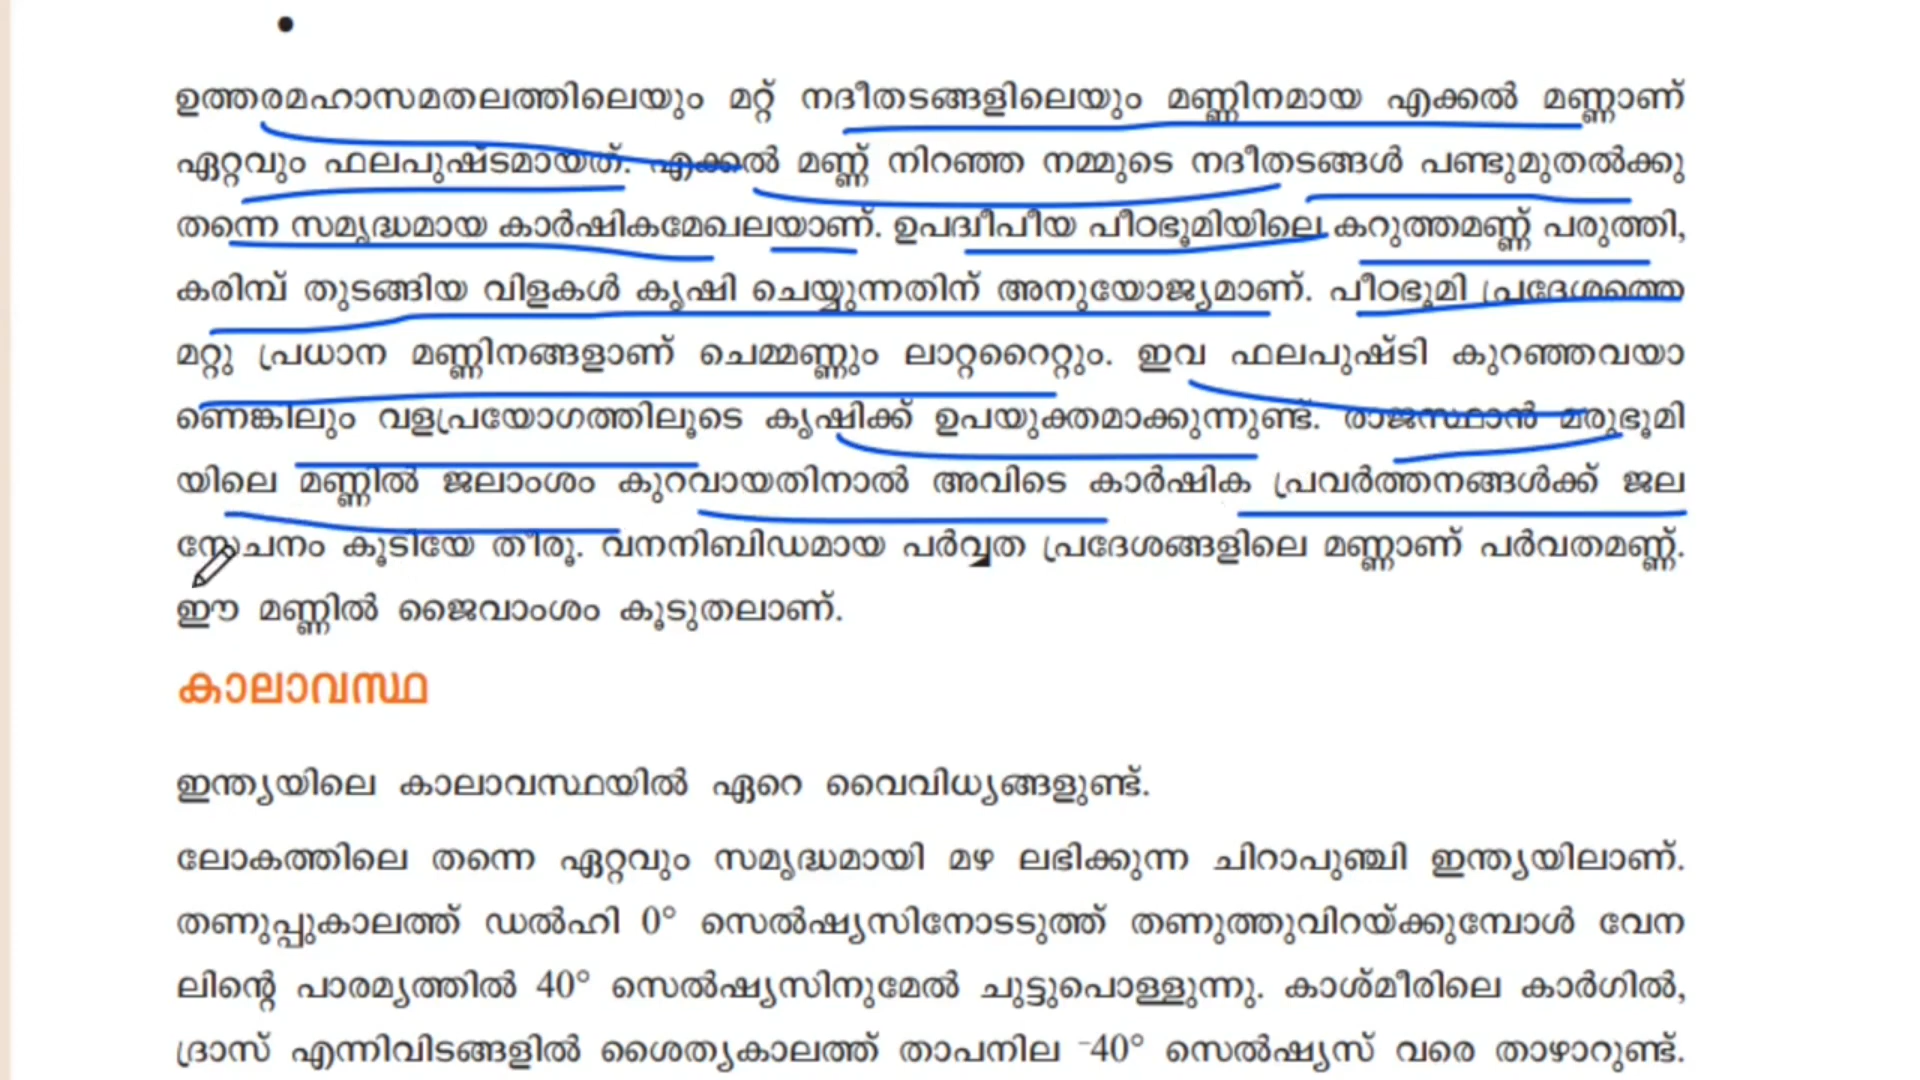 ഉത്തരമഹാസമതലത്തിലെയും മറ്റ് നദീതടങ്ങളിലെയും മണ്ണിനമായ എക്കൽ മണ്ണാണ്
ഏറ്റവും ഫലപുഷ്ടമായത്. എക്കൽ മണ്ണ് നിറഞ്ഞ നമ്മുടെ നദീതടങ്ങൾ പണ്ടുമുതൽക്കു
തന്നെ സമൃദ്ധമായ കാർഷികമേഖലയാണ്. ഉപദ്വീപീയ പീഠഭൂമിയിലെ കറുത്തമണ്ണ് പരുത്തി,
കരിമ്പ് തുടങ്ങിയ വിളകൾ കൃഷി ചെയ്യുന്നതിന് അനുയോജ്യമാണ്. പീഠഭൂമി പ്രദേശത്തെ
മറ്റു പ്രധാന മണ്ണിനങ്ങളാണ് ചെമ്മണ്ണും ലാറ്ററൈറ്റും. ഇവ ഫലപുഷ്ടി കുറഞ്ഞവയാ
ണെങ്കിലും വളപ്രയോഗത്തിലൂടെ കൃഷിക്ക് ഉപയുക്തമാക്കുന്നുണ്ട്. രാജസ്ഥാൻ മരുഭൂമി
യിലെ മണ്ണിൽ ജലാംശം കുറവായതിനാൽ അവിടെ കാർഷിക പ്രവർത്തനങ്ങൾക്ക് ജല
സേചനം കൂടിയേ തീരൂ. വനനിബിഡമായ പർവ്വത പ്രദേശങ്ങളിലെ മണ്ണാണ് പർവതമണ്ണ്.
ഈ മണ്ണിൽ ജൈവാംശം കൂടുതലാണ്.
കാലാവസ്ഥ
ഇന്ത്യയിലെ കാലാവസ്ഥയിൽ ഏറെ വൈവിധ്യങ്ങളുണ്ട്.
ലോകത്തിലെ തന്നെ ഏറ്റവും സമൃദ്ധമായി മഴ ലഭിക്കുന്ന ചിറാപുഞ്ചി ഇന്ത്യയിലാണ്.
തണുപ്പുകാലത്ത് ഡൽഹി 0° സെൽഷ്യസിനോടടുത്ത് തണുത്തുവിറയ്ക്കുമ്പോൾ വേന
ലിന്റെ പാരമ്യത്തിൽ 40° സെൽഷ്യസിനുമേൽ ചുട്ടുപൊള്ളുന്നു. കാശ്മീരിലെ കാർഗിൽ,
ദ്രാസ് എന്നിവിടങ്ങളിൽ ശൈത്യകാലത്ത് താപനില -40° സെൽഷ്യസ് വരെ താഴാറുണ്ട്.